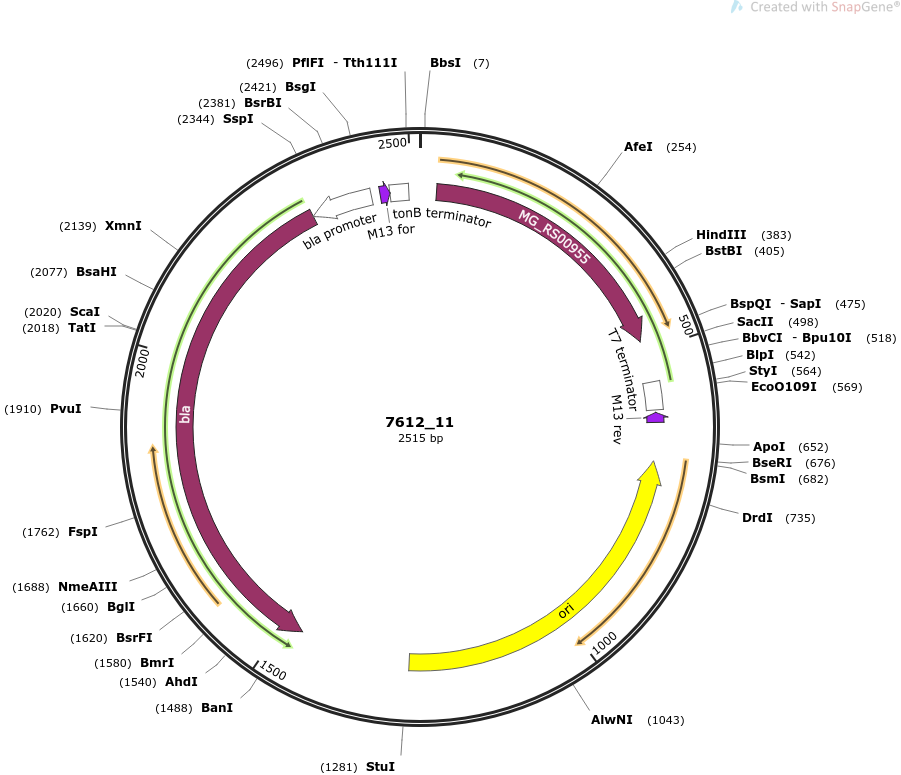 Created with SnapGene®
(2496) PflFI - Tth111I
BbsI (7)
(2421) BsgI
(2381) BsrBI
(2344) SspI
2500
AfeI (254)
(2139) XmnI
bla promoter
M13 for
tonB terminator
MG_RS00955
HindIII (383)
BstBI (405)
(2077) BsaHI
(2020) ScaI
(2018) TatI
BspQI - SapI (475)
SacII (498)
500
BbvCI - Bpu10I (518)
BlpI (542)
StyI (564)
EcoO109I (569)
2000
T7 terminator
M13 rev
(1910) PvuI
bla
7612_11
2515 bp
ApoI (652)
BseRI (676)
BsmI (682)
DrdI (735)
(1762) FspI
(1688) NmeAIII
(1660) BglI
(1620) BsrFI
(1580) BmrI
(1540) AhdI
(1488) BanI
1500
ori
1000
AlwNI (1043)
(1281) StuI